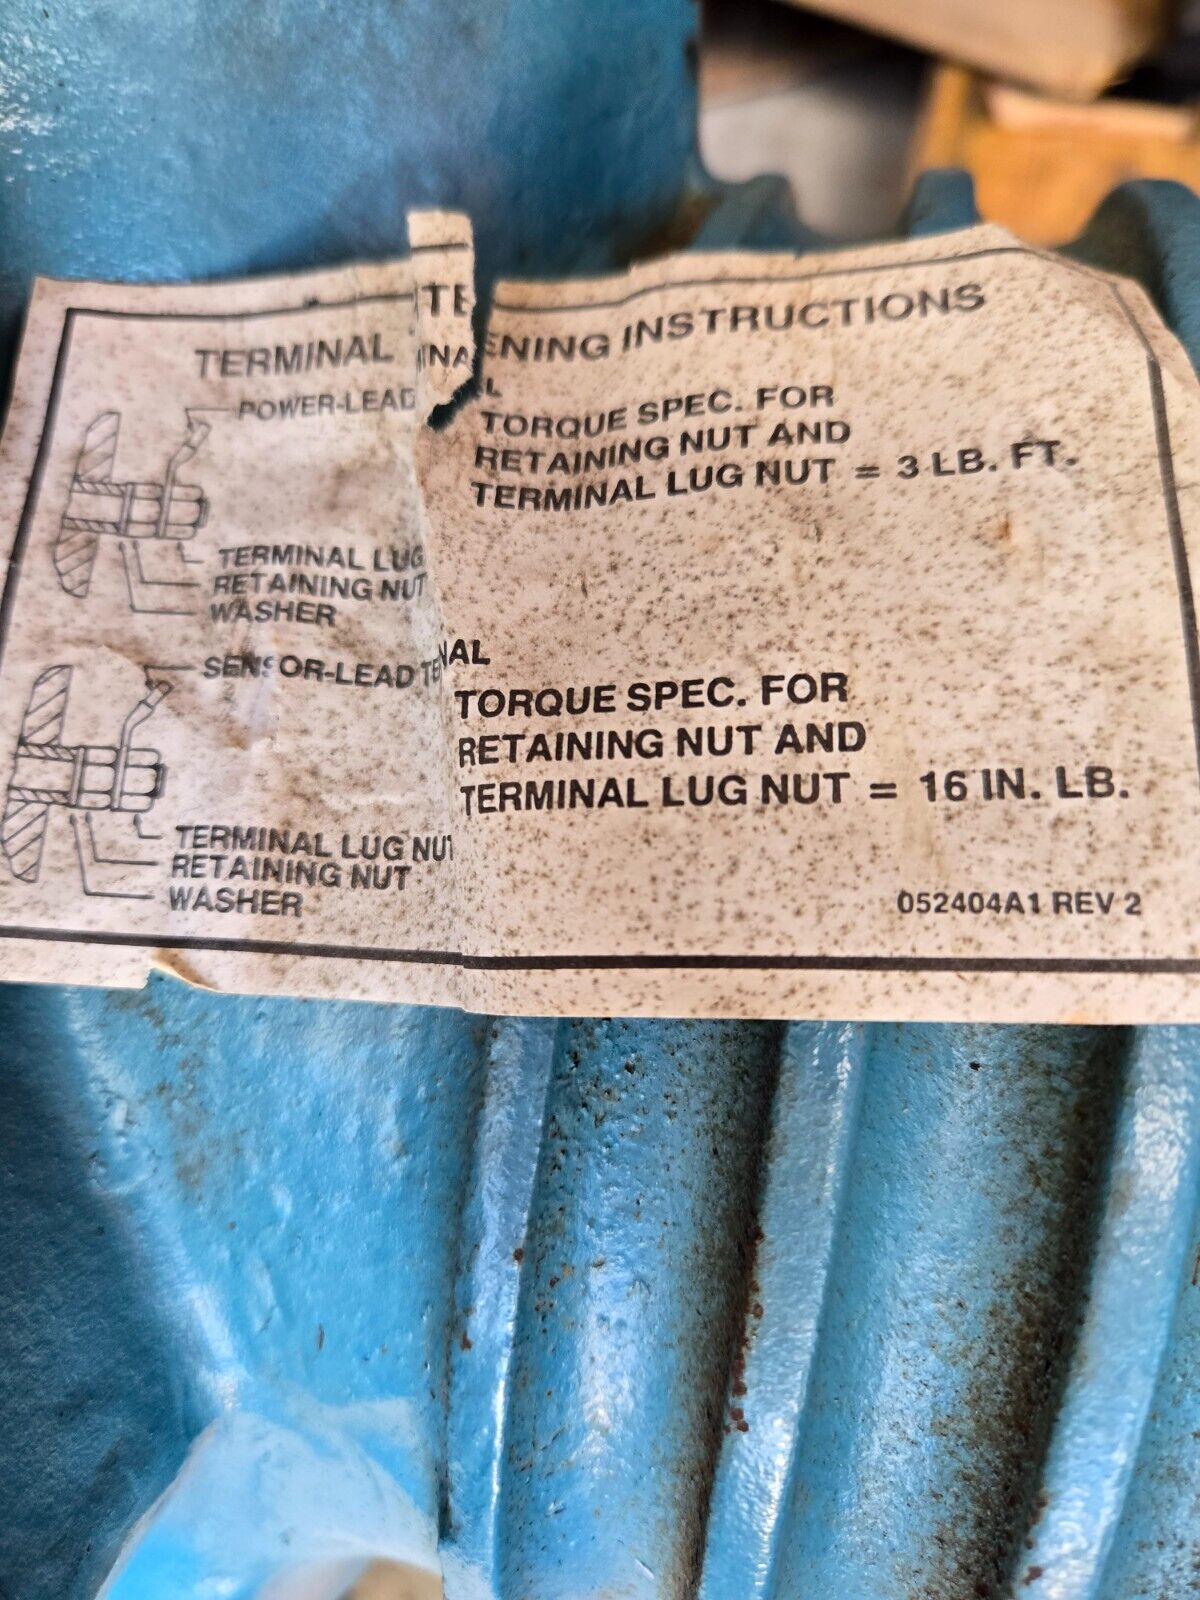 TERMINAL ENING INSTRUCTIONS
POWER-LEAD
TORQUE SPEC. FOR
RETAINING NUT AND
TERMINAL LUG NUT = 3 LB. FT.
TERMINAL LUG
RETAINING NUT
WASHER
SENSOR-LEAD
TORQUE SPEC. FOR
RETAINING NUT AND
TERMINAL LUG NUT = 16 IN. LB.
TERMINAL LUG NUT
RETAINING NUT
WASHER
052404A1 REV 2